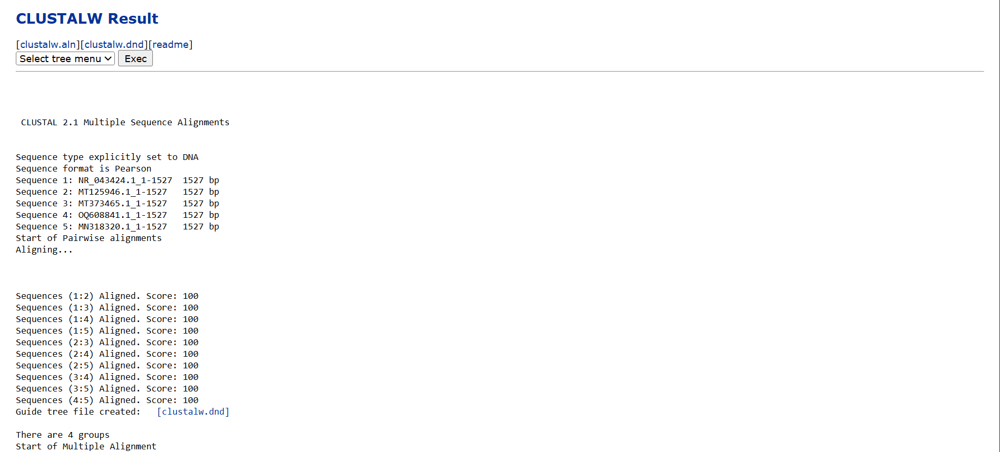 CLUSTALW Result
[clustalw.aln][clustalw.dnd][readme]
Select tree menu Exec
CLUSTAL 2.1 Multiple Sequence Alignments
Sequence type explicitly set to DNA
Sequence format is Pearson
Sequence 1: NR_043424.1_1-1527 1527 bp
Sequence 2: MT125946.1_1-1527 1527 bp
Sequence 3: MT373465.1_1-1527 1527 bp
Sequence 4: OQ608841.1_1-1527 1527 bp
Sequence 5: MN318320.1_1-1527 1527 bp
Start of Pairwise alignments
Aligning...
Sequences (1:2) Aligned. Score: 100
Sequences (1:3) Aligned. Score: 100
Sequences (1:4) Aligned. Score: 100
Sequences (1:5) Aligned. Score: 100
Sequences (2:3) Aligned. Score: 100
Sequences (2:4) Aligned. Score: 100
Sequences (2:5) Aligned. Score: 100
Sequences (3:4) Aligned. Score: 100
Sequences (3:5) Aligned. Score: 100
Sequences (4:5) Aligned. Score: 100
Guide tree file created: [clustalw.dnd]
There are 4 groups
Start of Multiple Alignment